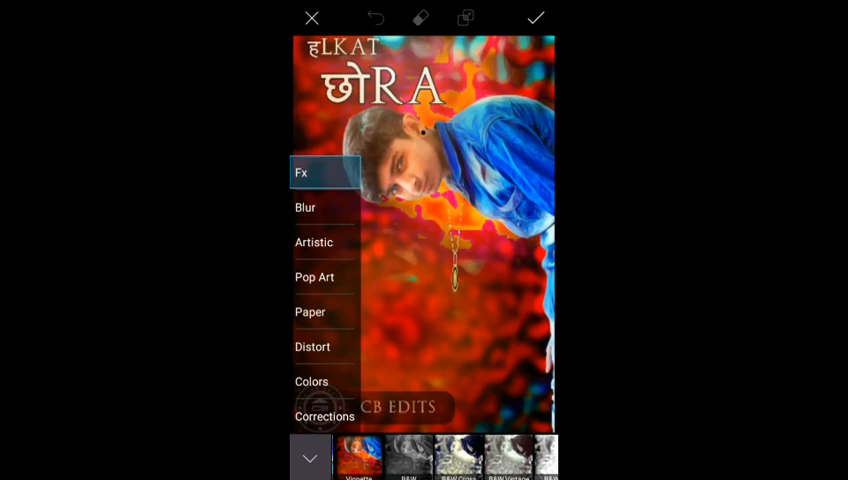 हLKAT
छोRA
Fx
Blur
Artistic
Pop Art
Paper
Distort
Colors
CB EDITS
Corrections
Vignette
B&W
B&W Cross
B&W Vintage
B&W